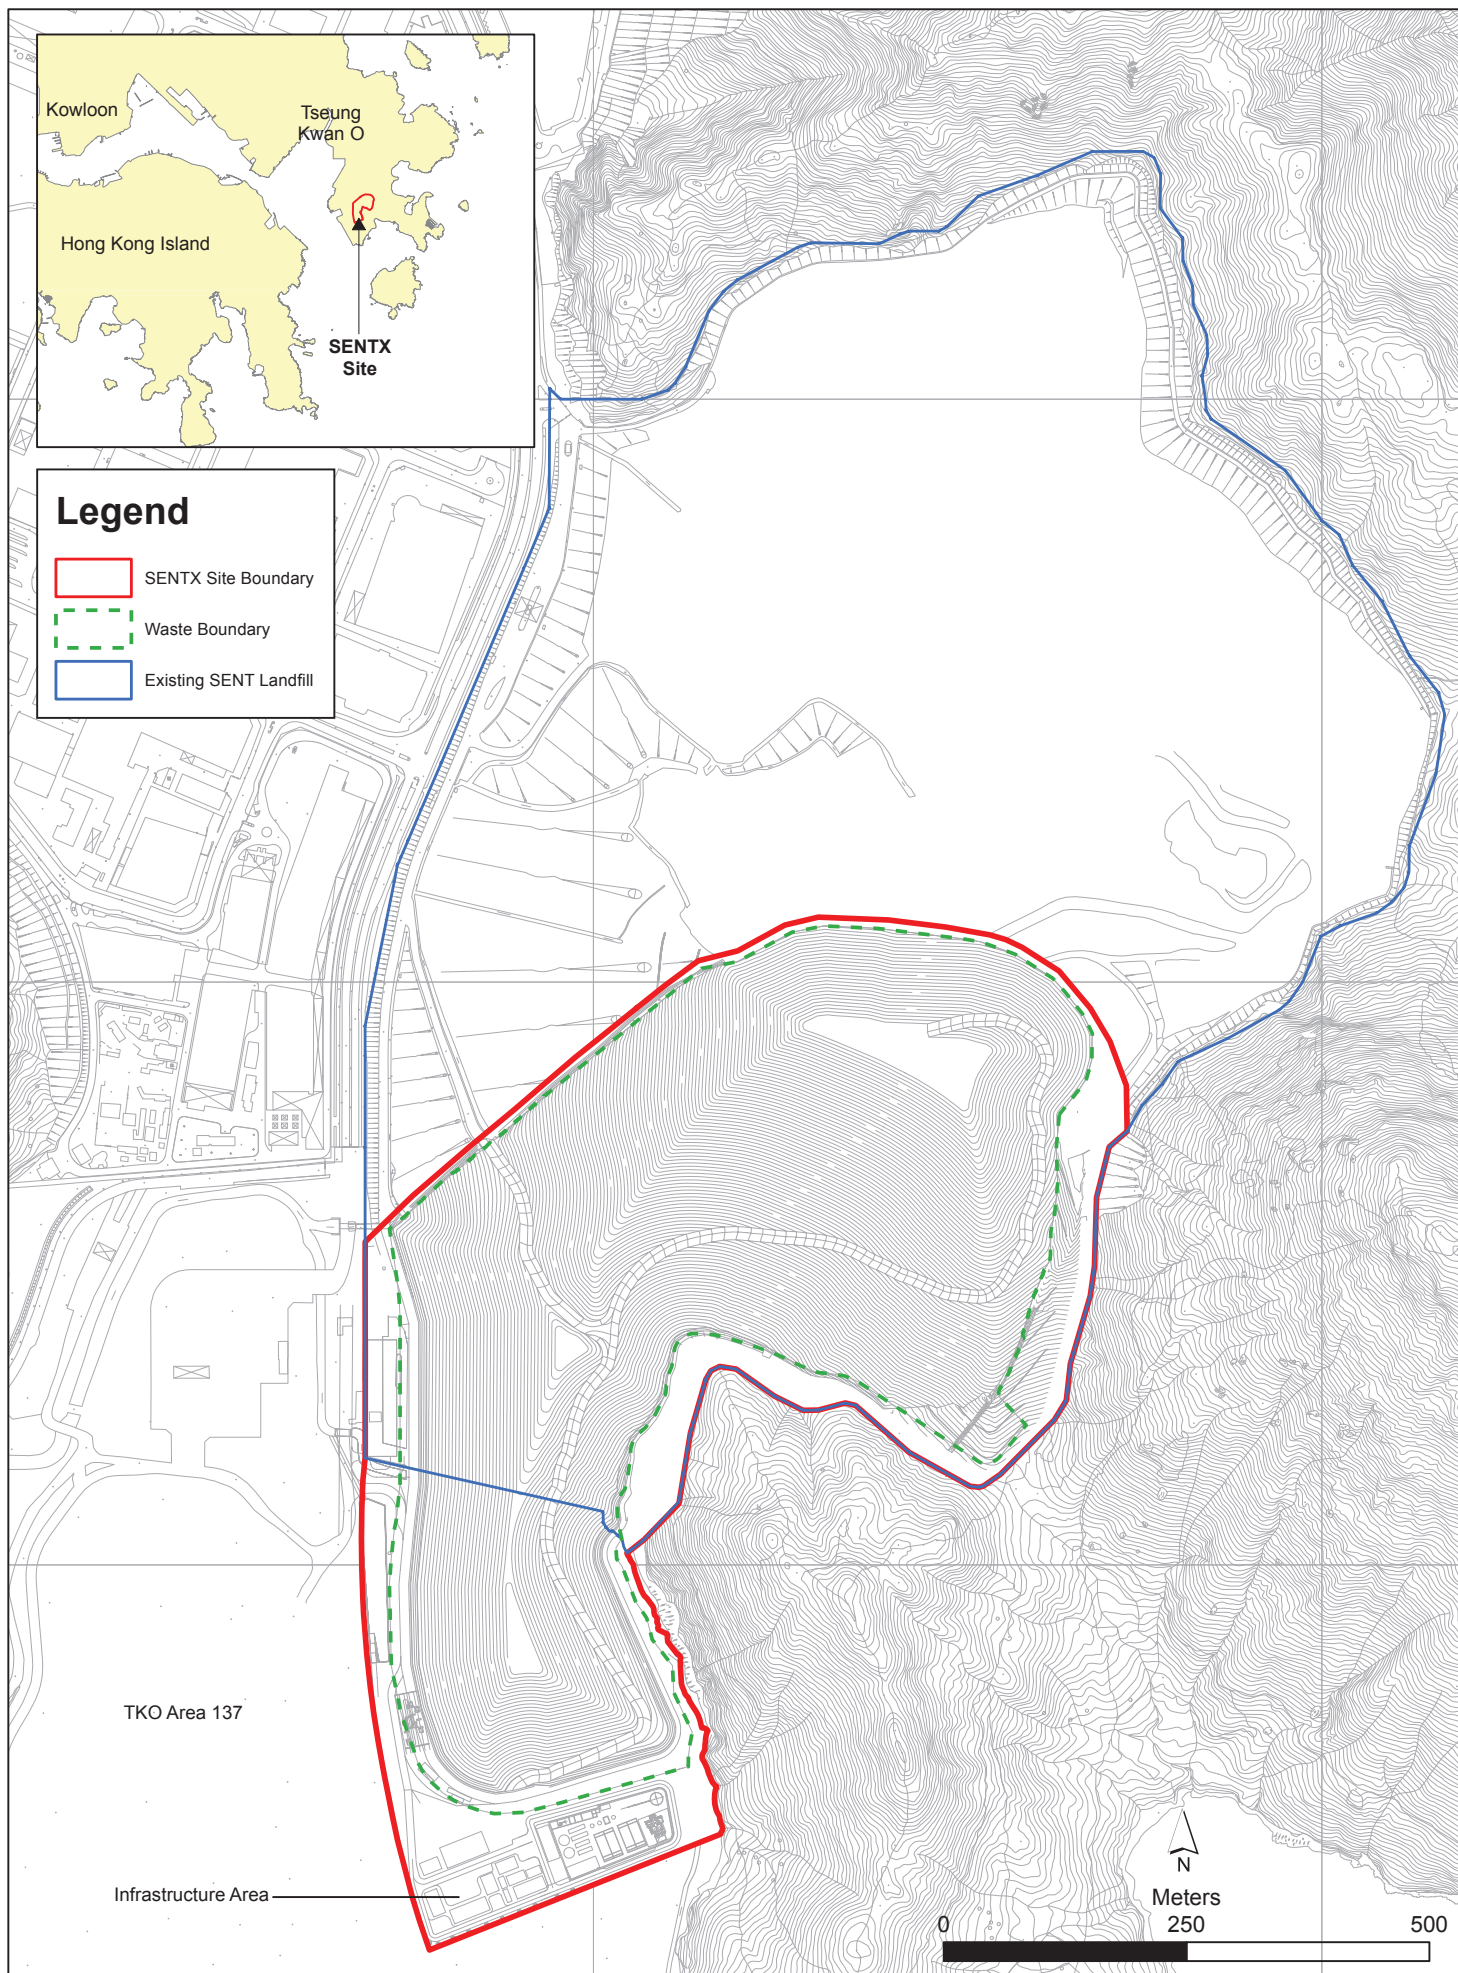 Kowloon
Tseung
Kwan O
Hong Kong Island
SENTX
Site
Legend
SENTX Site Boundary
Waste Boundary
Existing SENT Landfill
TKO Area 137
Infrastructure Area
N
Meters
0 250 500